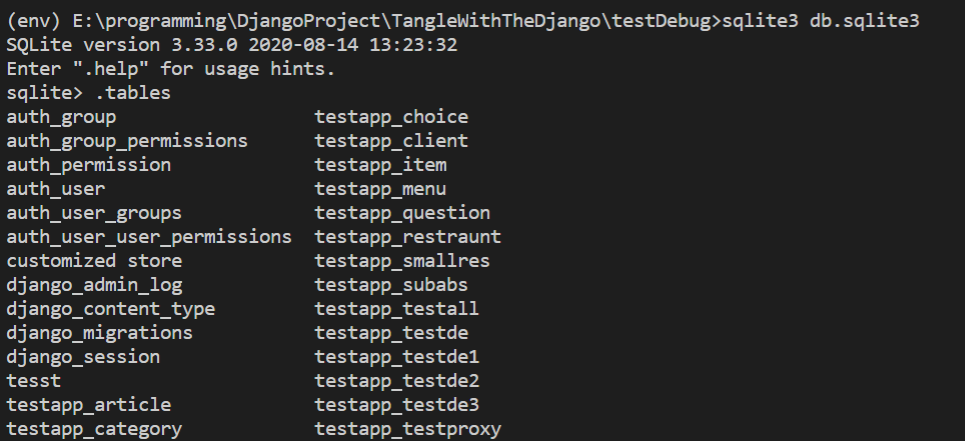 (env) E:\programming\DjangoProject\TangleWithTheDjango\testDebug>sqlite3 db.sqlite3
SQLite version 3.33.0 2020-08-14 13:23:32
Enter ".help" for usage hints.
sqlite> .tables
auth_group                  testapp_choice
auth_group_permissions      testapp_client
auth_permission             testapp_item
auth_user                   testapp_menu
auth_user_groups            testapp_question
auth_user_user_permissions  testapp_restraunt
customized store            testapp_smallres
django_admin_log            testapp_subabs
django_content_type         testapp_testall
django_migrations           testapp_testde
django_session              testapp_testde1
tesst                       testapp_testde2
testapp_article             testapp_testde3
testapp_category            testapp_testproxy